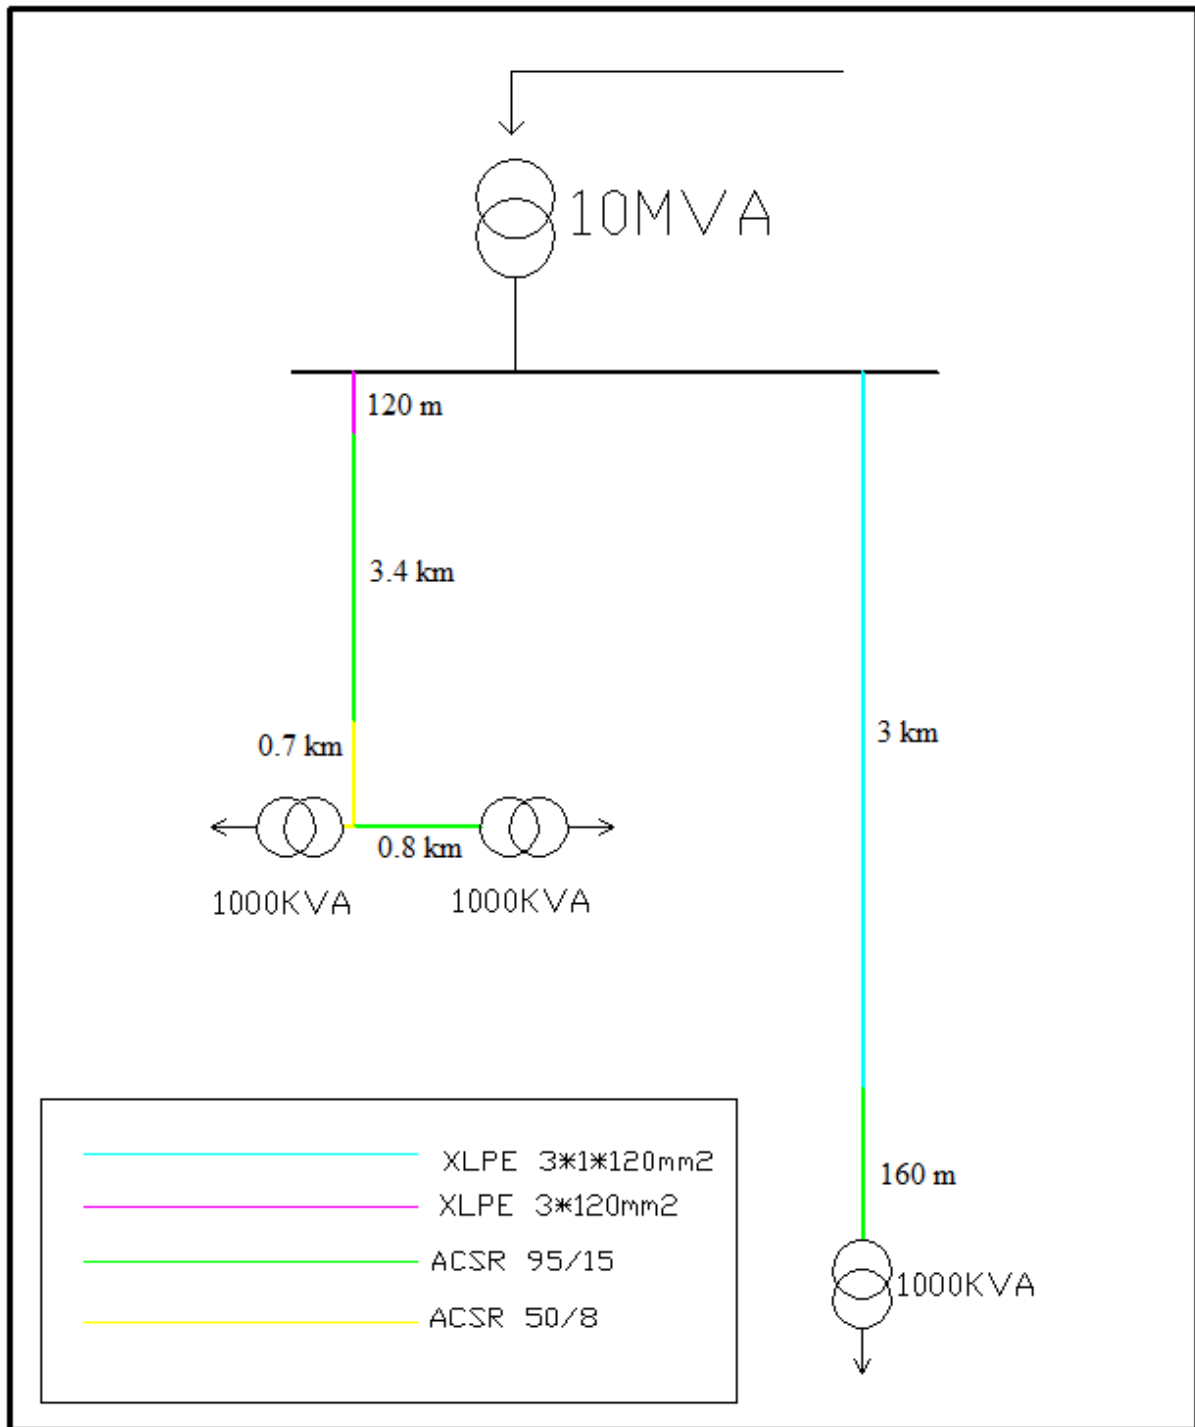 10MVA
120 m
3.4 km
0.7 km
3 km
0.8 km
1000KVA
1000KVA
160 m
1000KVA
XLPE 3*1*120mm2
XLPE 3*120mm2
ACSR 95/15
ACSR 50/8